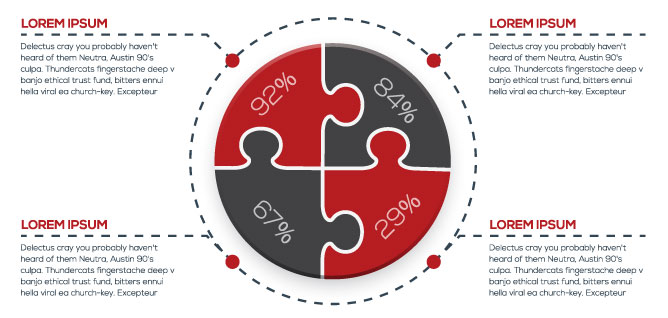 LOREM IPSUM
Delectus cray you probably haven't
heard of them Neutra, Austin 90's
culpa. Thundercats fingerstache deep v
banjo ethical trust fund, bitters ennui
hella viral ea church-key. Excepteur
LOREM IPSUM
Delectus cray you probably haven't
heard of them Neutra, Austin 90's
culpa. Thundercats fingerstache deep v
banjo ethical trust fund, bitters ennui
hella viral ea church-key. Excepteur
92%
84%
67%
29%
LOREM IPSUM
Delectus cray you probably haven't
heard of them Neutra, Austin 90's
culpa. Thundercats fingerstache deep v
banjo ethical trust fund, bitters ennui
hella viral ea church-key. Excepteur
LOREM IPSUM
Delectus cray you probably haven't
heard of them Neutra, Austin 90's
culpa. Thundercats fingerstache deep v
banjo ethical trust fund, bitters ennui
hella viral ea church-key. Excepteur